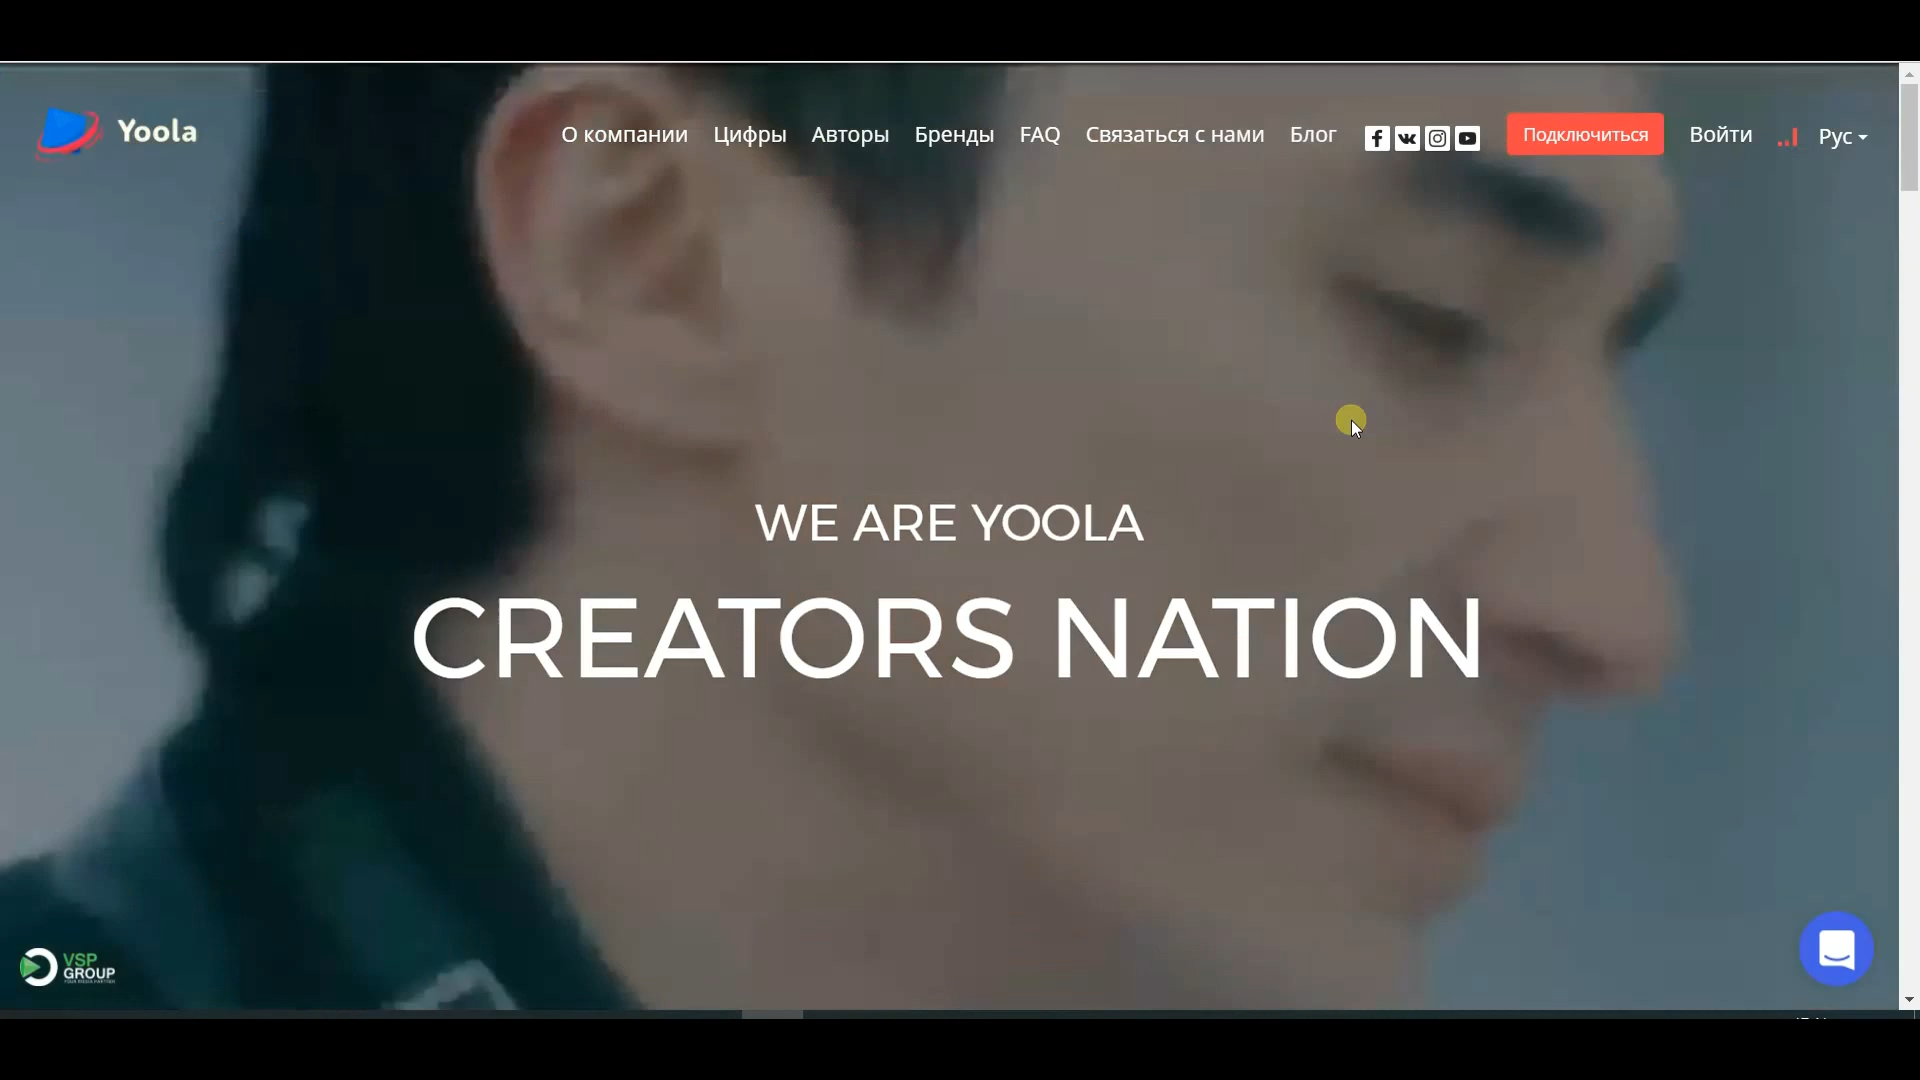 Yoola
О компании Цифры Авторы Бренды FAQ Связаться с нами Блог Подключиться Войти Рус
WE ARE YOOLA
CREATORS NATION
VSP
GROUP